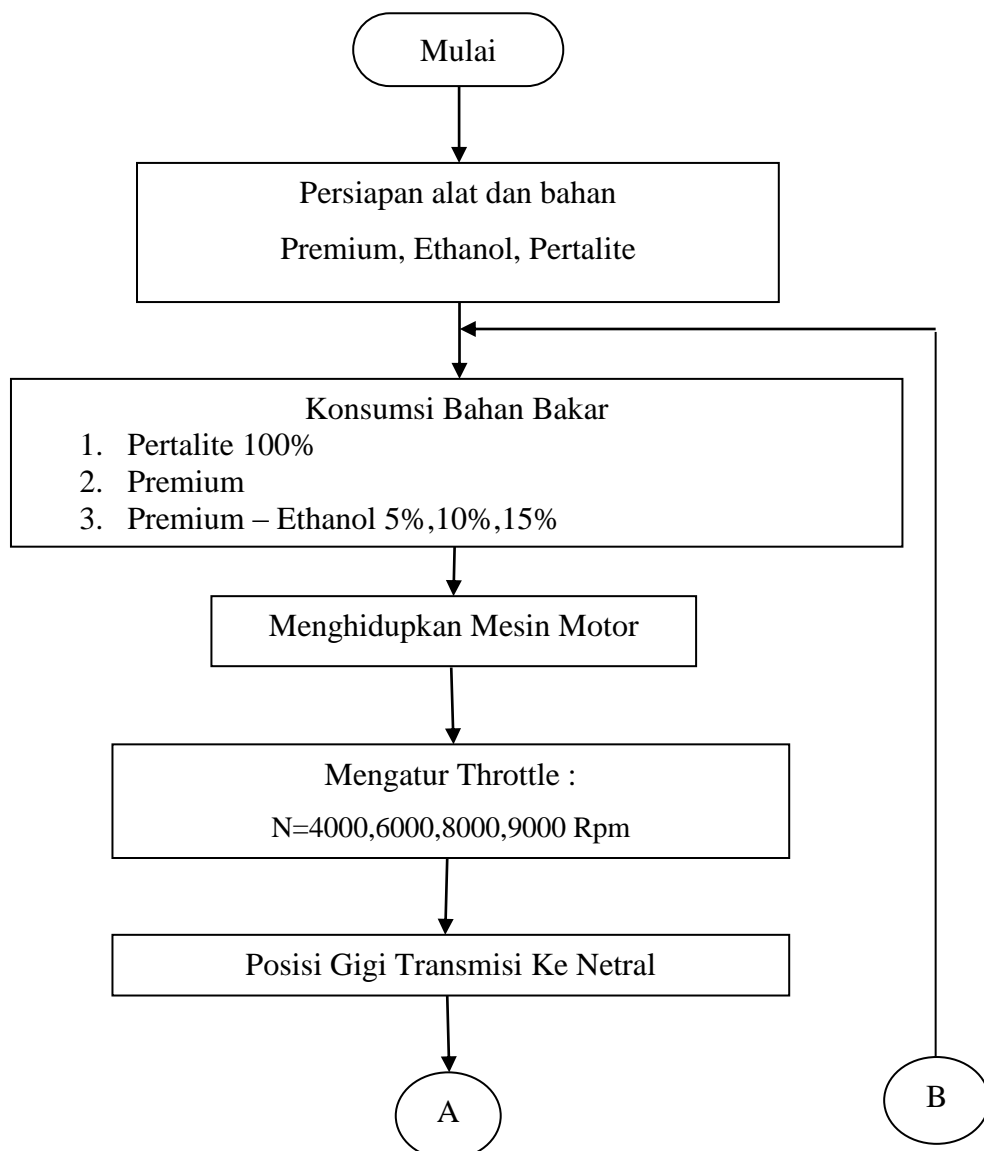 Mulai
Persiapan alat dan bahan
Premium, Ethanol, Pertalite
Konsumsi Bahan Bakar
1. Pertalite 100%
2. Premium
3. Premium – Ethanol 5%,10%,15%
Menghidupkan Mesin Motor
Mengatur Throttle :
N=4000,6000,8000,9000 Rpm
Posisi Gigi Transmisi Ke Netral
A
B